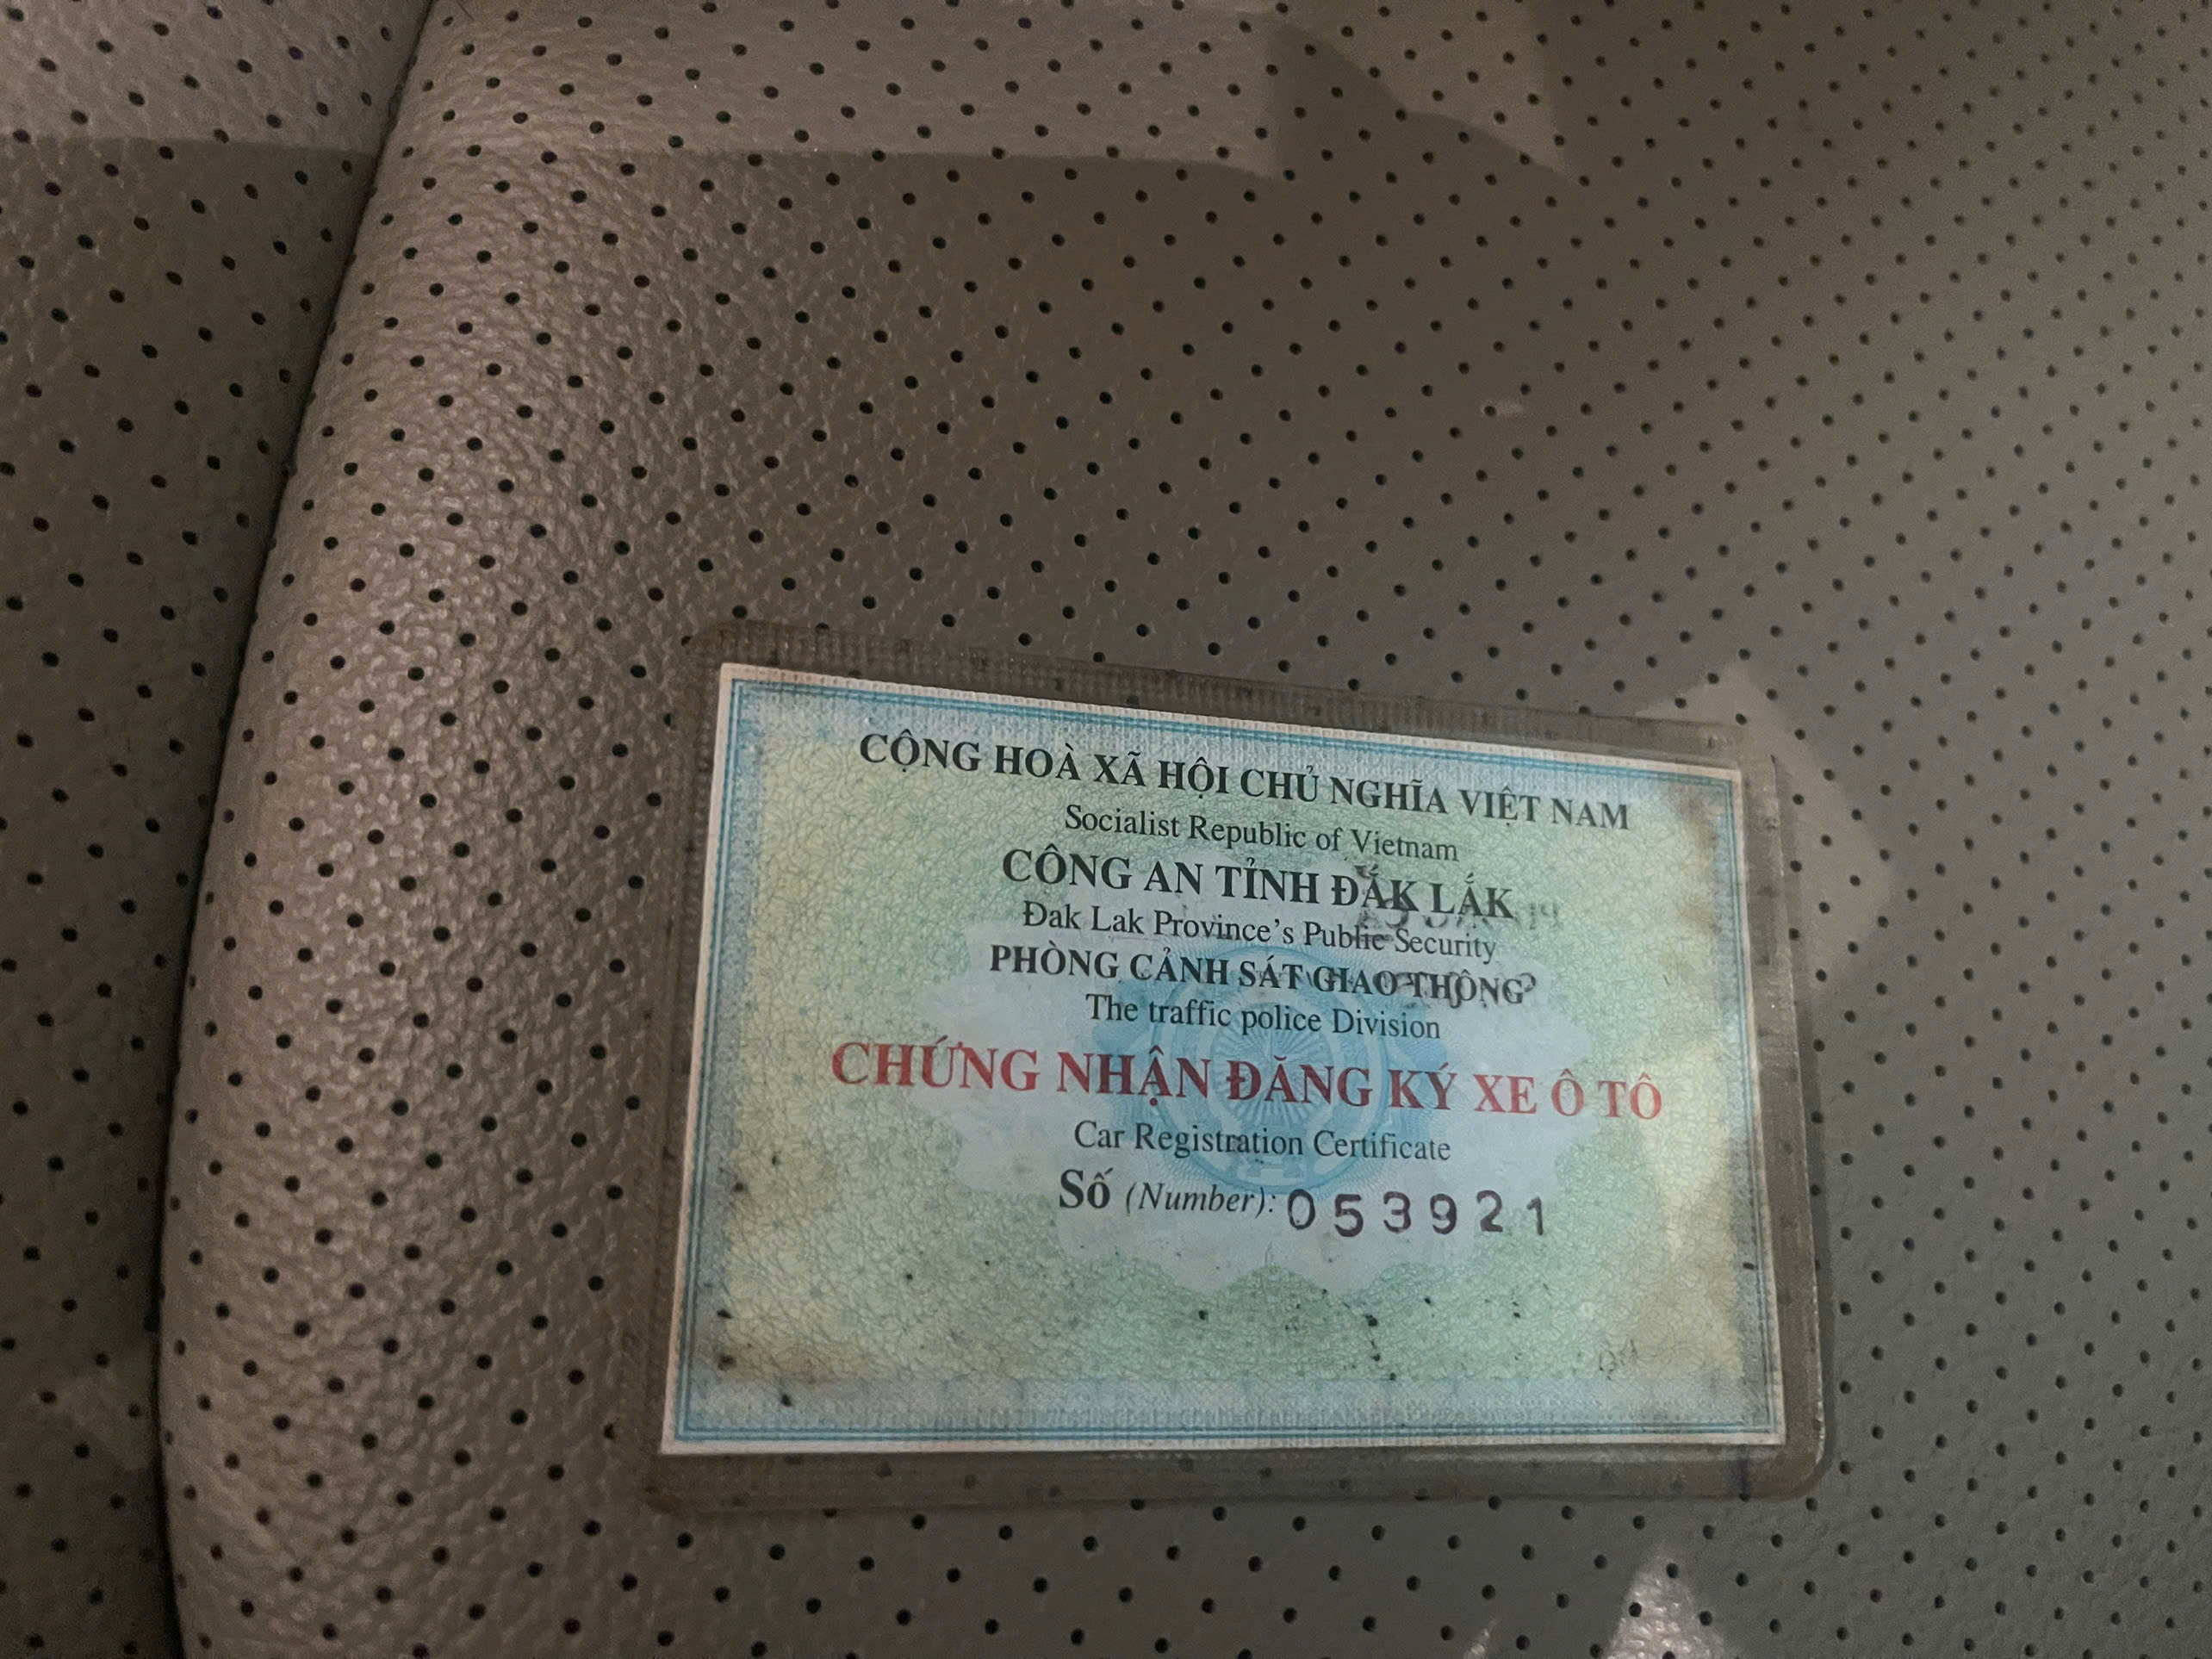 CỘNG HOÀ XÃ HỘI CHỦ NGHĨA VIỆT NAM
Socialist Republic of Vietnam
CÔNG AN TỈNH ĐẮK LẮK
Đak Lak Province's Public Security
PHÒNG CẢNH SÁT GIAO THÔNG
The traffic police Division
CHỨNG NHẬN ĐĂNG KÝ XE Ô TÔ
Car Registration Certificate
Số (Number): 053921